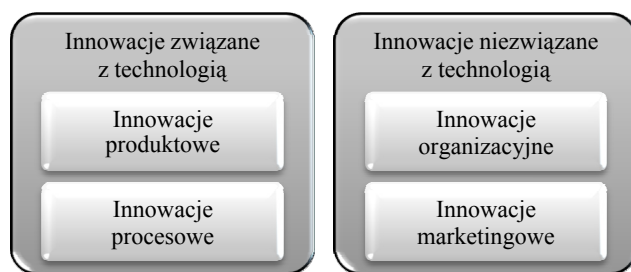 Innowacje związane
z technologią
Innowacje
produktowe
Innowacje
procesowe
Innowacje niezwiązane
z technologią
Innowacje
organizacyjne
Innowacje
marketingowe